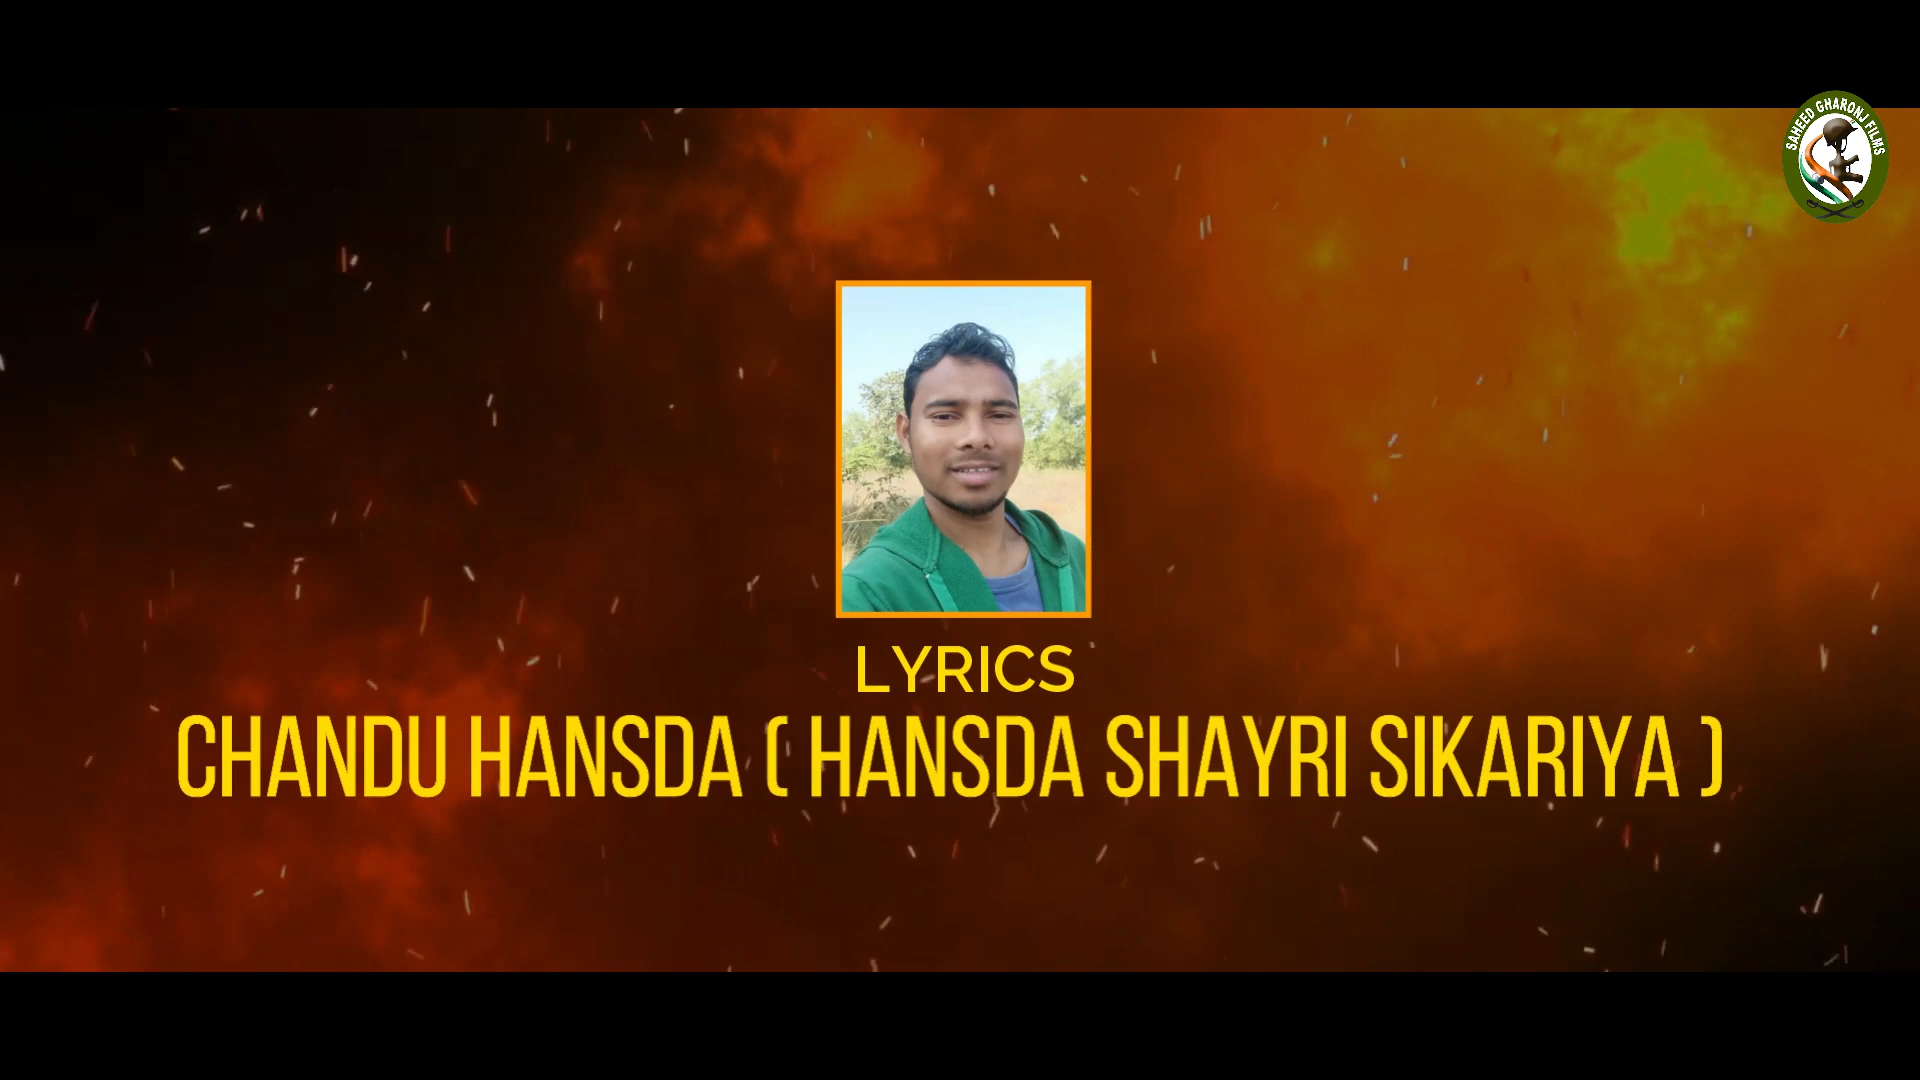 SAHEED GHARONJ FILMS
LYRICS
CHANDU HANSDA ( HANSDA SHAYRI SIKARIYA )